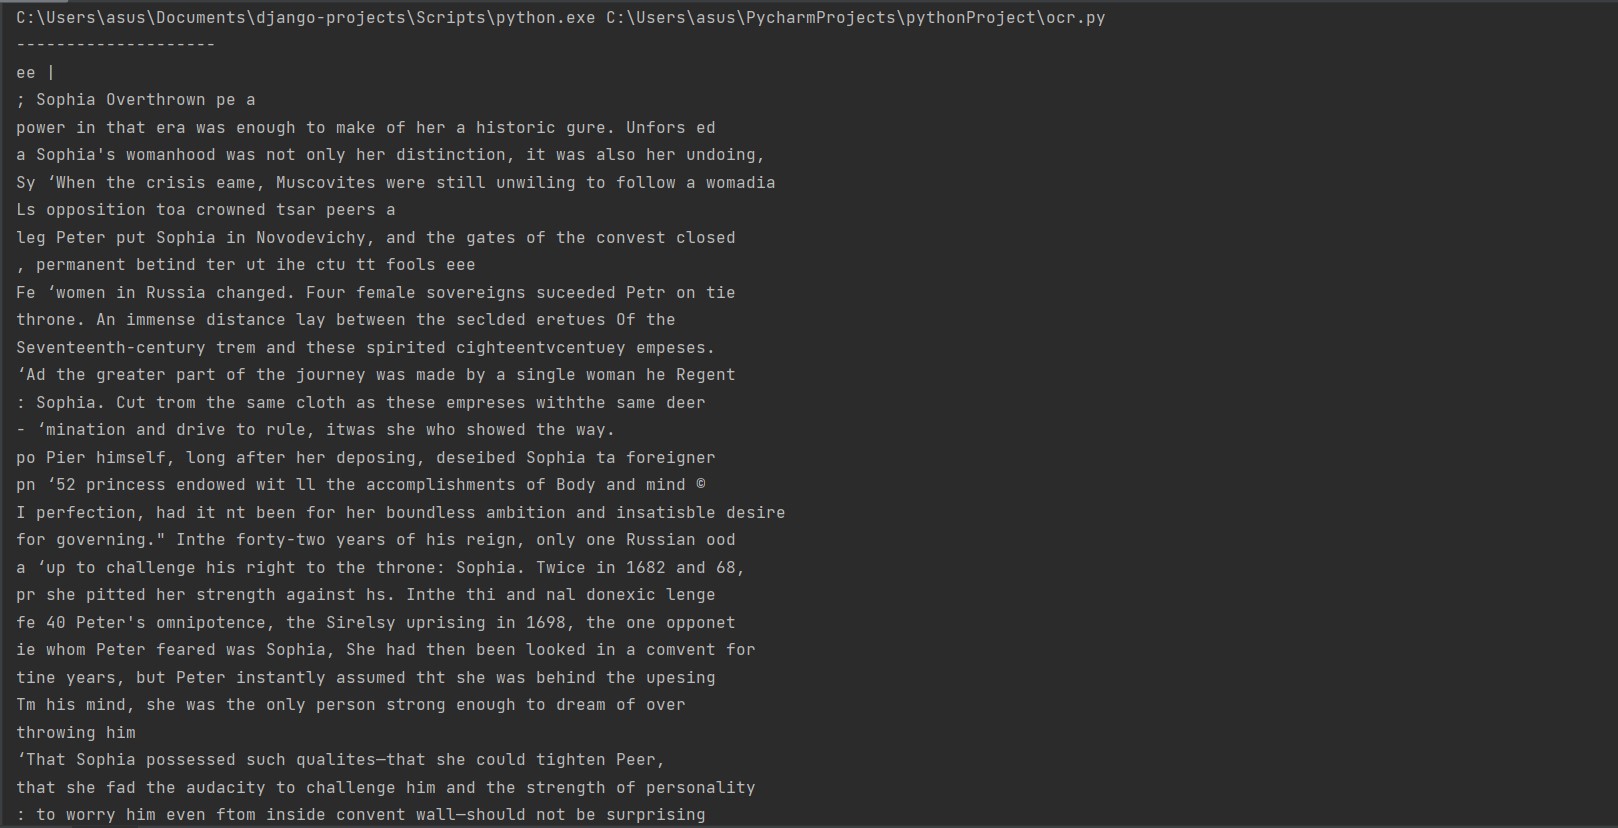 C:\Users\asus\Documents\django-projects\Scripts\python.exe C:\Users\asus\PycharmProjects\pythonProject\ocr.py
--------------------
ee |
; Sophia Overthrown pe a
power in that era was enough to make of her a historic gure. Unfors ed
a Sophia's womanhood was not only her distinction, it was also her undoing,
Sy ‘When the crisis eame, Muscovites were still unwiling to follow a womadia
Ls opposition toa crowned tsar peers a
leg Peter put Sophia in Novodevichy, and the gates of the convest closed
, permanent betind ter ut ihe ctu tt fools eee
Fe ‘women in Russia changed. Four female sovereigns suceeded Petr on tie
throne. An immense distance lay between the seclded eretues Of the
Seventeenth-century trem and these spirited cighteentvcentuey empeses.
‘Ad the greater part of the journey was made by a single woman he Regent
: Sophia. Cut trom the same cloth as these empreses withthe same deer
- ‘mination and drive to rule, itwas she who showed the way.
po Pier himself, long after her deposing, deseibed Sophia ta foreigner
pn ‘52 princess endowed wit ll the accomplishments of Body and mind ©
I perfection, had it nt been for her boundless ambition and insatisble desire
for governing." Inthe forty-two years of his reign, only one Russian ood
a ‘up to challenge his right to the throne: Sophia. Twice in 1682 and 68,
pr she pitted her strength against hs. Inthe thi and nal donexic lenge
fe 40 Peter's omnipotence, the Sirelsy uprising in 1698, the one opponet
ie whom Peter feared was Sophia, She had then been looked in a comvent for
tine years, but Peter instantly assumed tht she was behind the upesing
Tm his mind, she was the only person strong enough to dream of over
throwing him
‘That Sophia possessed such qualites—that she could tighten Peer,
that she fad the audacity to challenge him and the strength of personality
: to worry him even ftom inside convent wall—should not be surprising